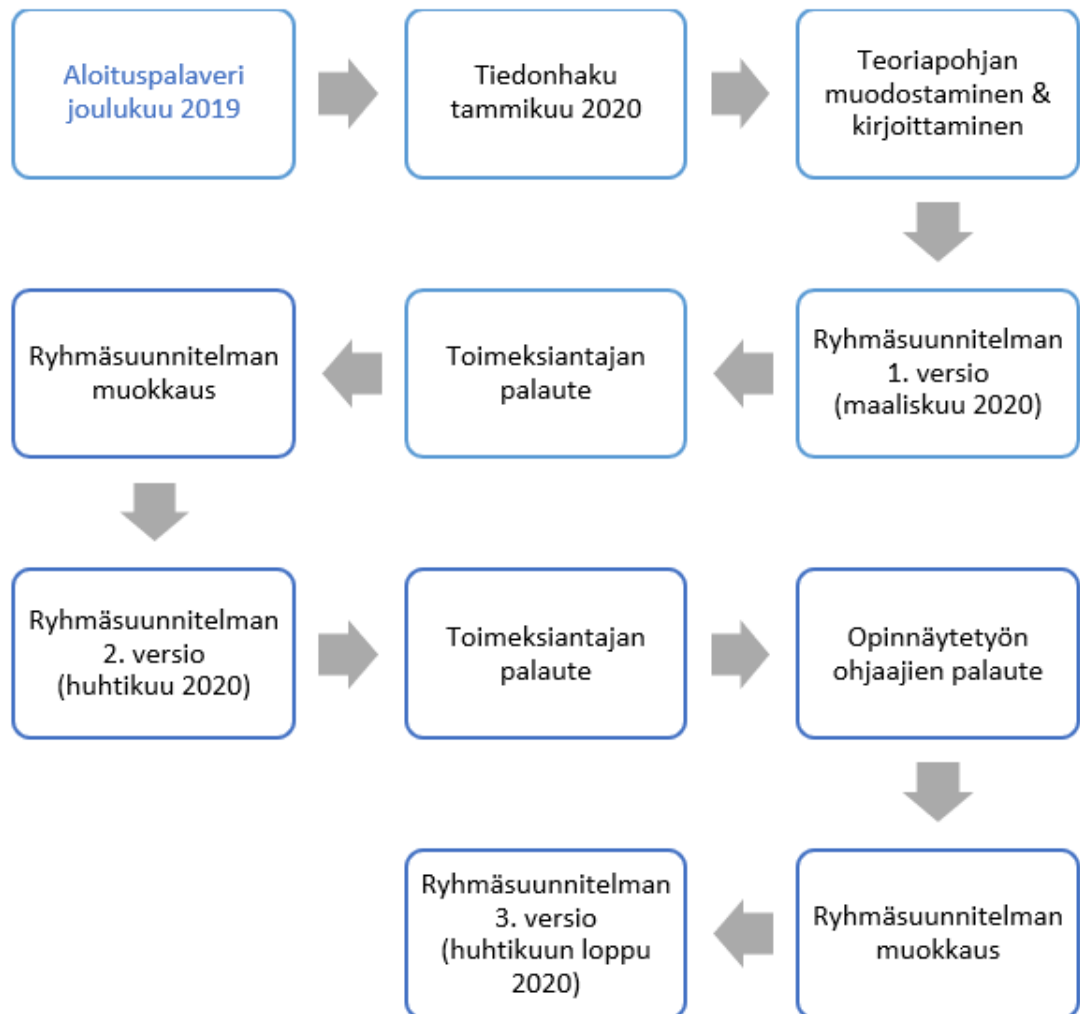 Aloituspalaveri
joulukuu 2019
Tiedonhaku
tammikuu 2020
Teoriapohjan
muodostaminen &
kirjoittaminen
Ryhmäsuunnitelman
1. versio
(maaliskuu 2020)
Toimeksiantajan
palaute
Ryhmäsuunnitelman
muokkaus
Ryhmäsuunnitelman
2. versio
(huhtikuu 2020)
Toimeksiantajan
palaute
Opinnäytetyön
ohjaajien palaute
Ryhmäsuunnitelman
muokkaus
Ryhmäsuunnitelman
3. versio
(huhtikuun loppu
2020)